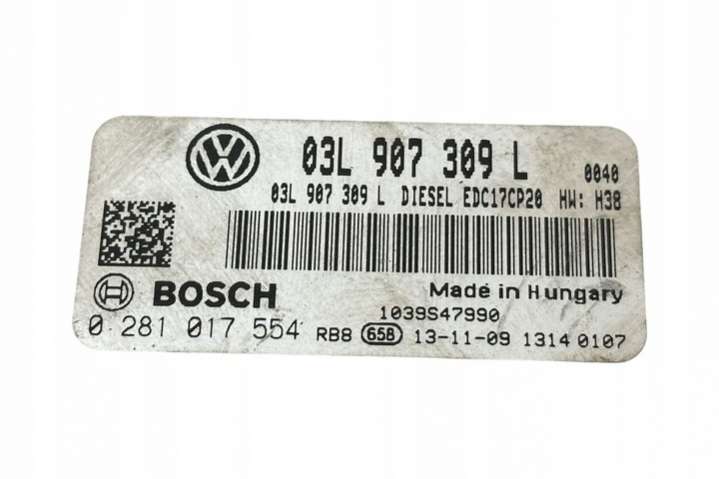 03L 907 309 L 0040
03L 907 309 L DIESEL EDC17CP20 HW: H38
BOSCH Made in Hungary
1039S47990
0 281 017 554 RB8 658 13-11-09 1314 0107